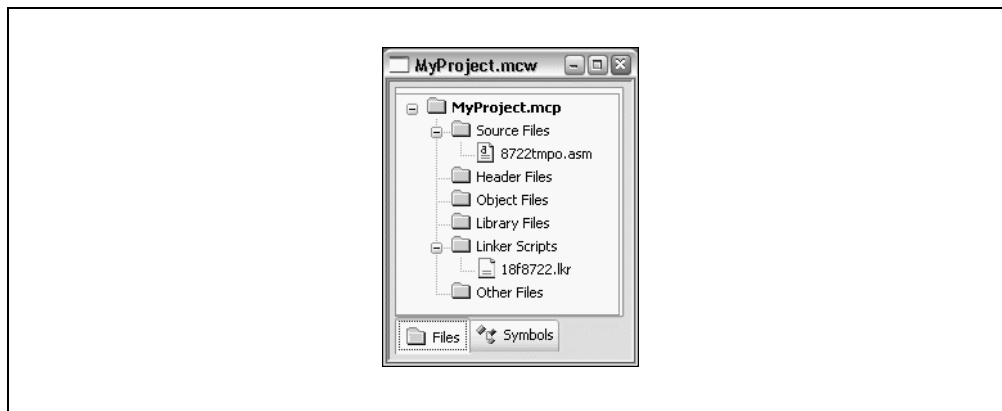 MyProject.mcw
MyProject.mcp
Source Files
a
8722tmpo.asm
Header Files
Object Files
Library Files
Linker Scripts
18f8722.lkr
Other Files
Files
Symbols